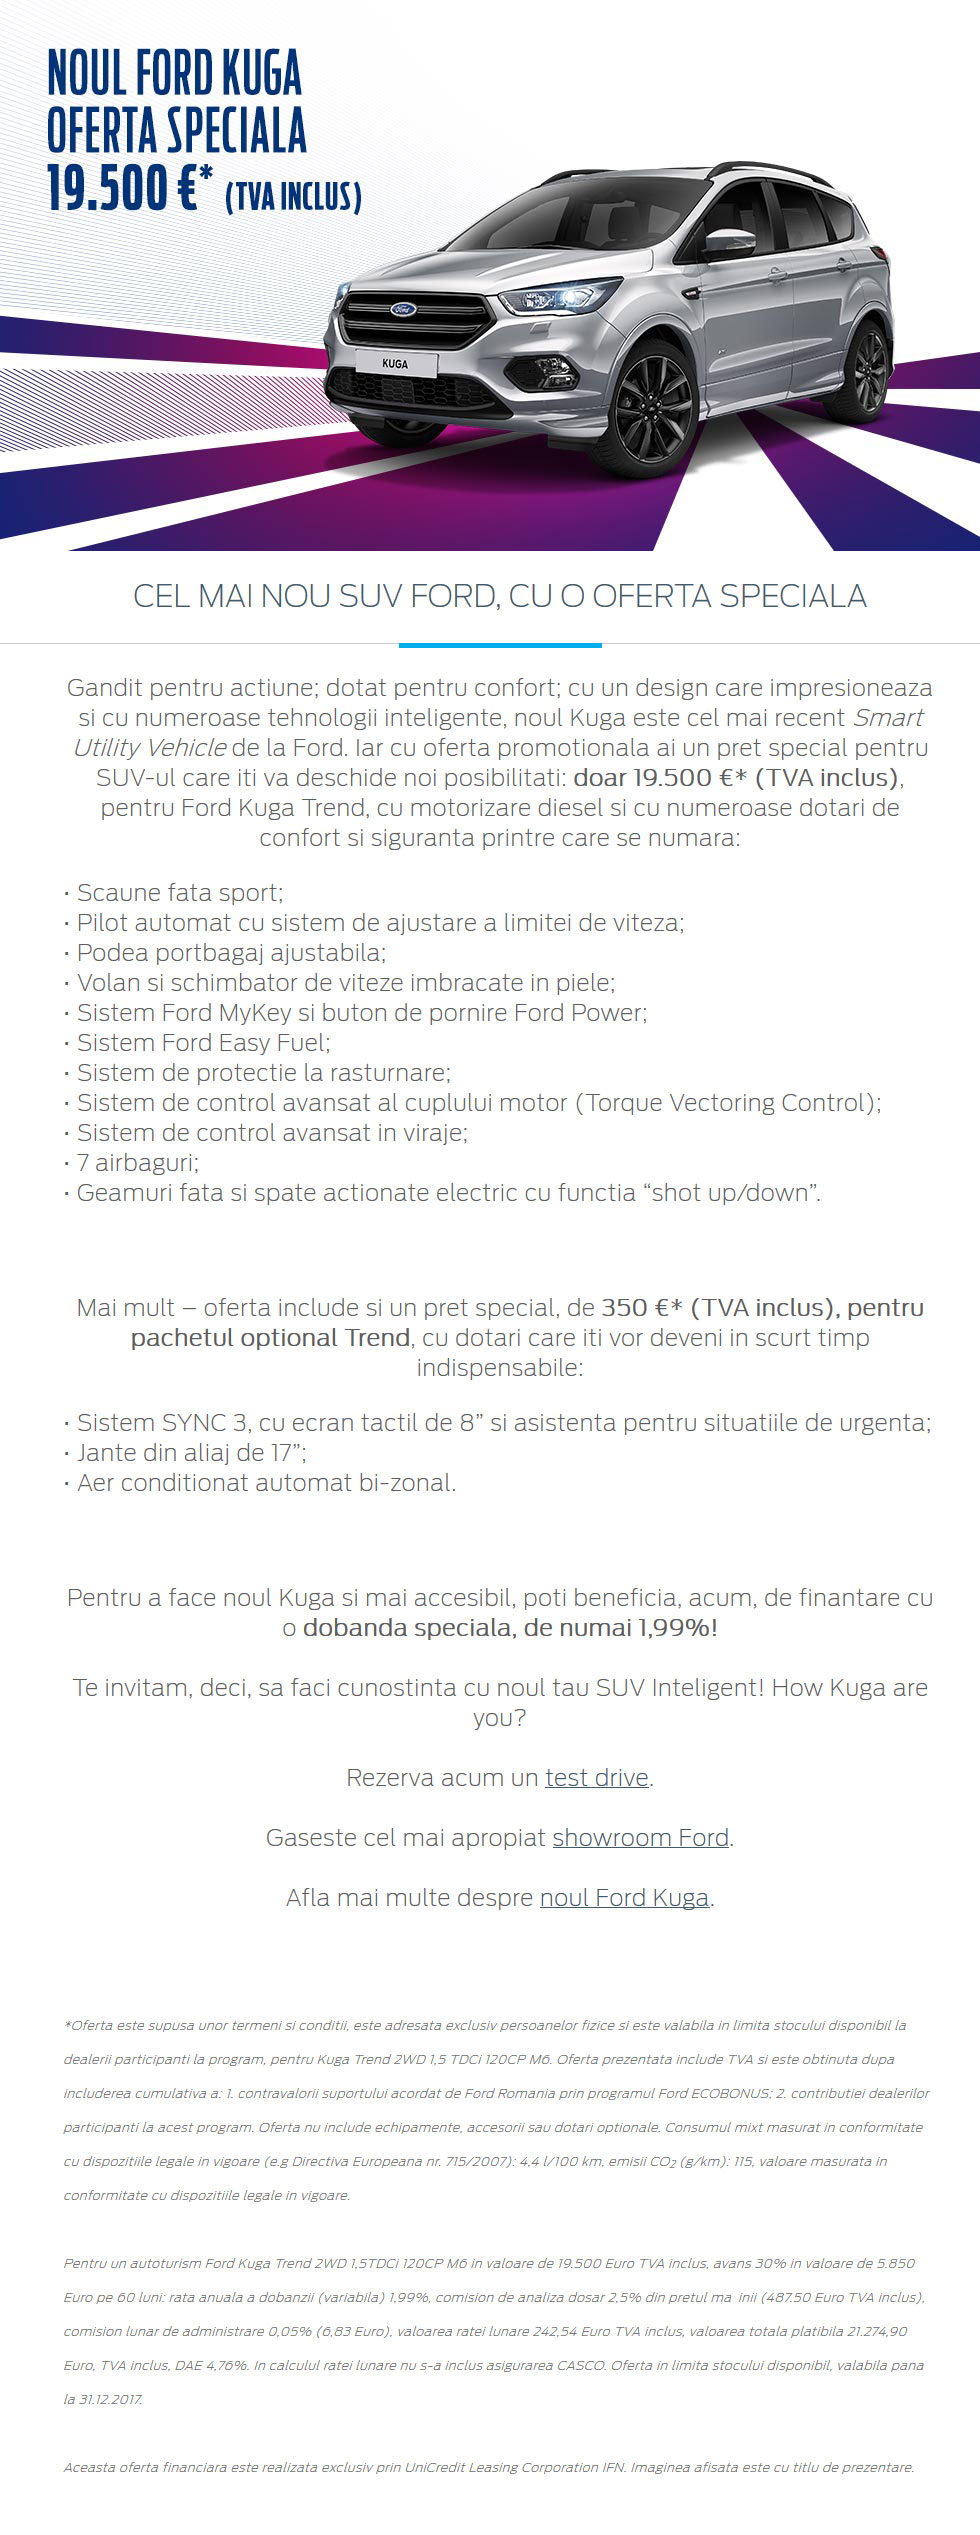 NOUL FORD KUGA
OFERTA SPECIALA
19.500 €* (TVA INCLUS)
Ford
KUGA
CEL MAI NOU SUV FORD, CU O OFERTA SPECIALA
Gandit pentru actiune; dotat pentru confort; cu un design care impresioneaza
si cu numeroase tehnologii inteligente, noul Kuga este cel mai recent Smart
Utility Vehicle de la Ford. Iar cu oferta promotionala ai un pret special pentru
SUV-ul care iti va deschide noi posibilitati: doar 19.500 €* (TVA inclus),
pentru Ford Kuga Trend, cu motorizare diesel si cu numeroase dotari de
confort si siguranta printre care se numara:
· Scaune fata sport;
· Pilot automat cu sistem de ajustare a limitei de viteza;
· Podea portbagaj ajustabila;
· Volan si schimbator de viteze imbracate in piele;
· Sistem Ford MyKey si buton de pornire Ford Power;
· Sistem Ford Easy Fuel;
· Sistem de protectie la rasturnare;
· Sistem de control avansat al cuplului motor (Torque Vectoring Control);
· Sistem de control avansat in viraje;
· 7 airbaguri;
· Geamuri fata si spate actionate electric cu functia “shot up/down”.
Mai mult – oferta include si un pret special, de 350 €* (TVA inclus), pentru
pachetul optional Trend, cu dotari care iti vor deveni in scurt timp
indispensabile:
· Sistem SYNC 3, cu ecran tactil de 8” si asistenta pentru situatiile de urgenta;
· Jante din aliaj de 17”;
· Aer conditionat automat bi-zonal.
Pentru a face noul Kuga si mai accesibil, poti beneficia, acum, de finantare cu
o dobanda speciala, de numai 1,99%!
Te invitam, deci, sa faci cunostinta cu noul tau SUV Inteligent! How Kuga are
you?
Rezerva acum un test drive.
Gaseste cel mai apropiat showroom Ford.
Afla mai multe despre noul Ford Kuga.
*Oferta este supusa unor termeni si conditii, este adresata exclusiv persoanelor fizice si este valabila in limita stocului disponibil la
dealerii participanti la program, pentru Kuga Trend 2WD 1,5 TDCi 120CP M6. Oferta prezentata include TVA si este obtinuta dupa
includerea cumulativa a: 1. contravalorii suportului acordat de Ford Romania prin programul Ford ECOBONUS; 2. contributiei dealerilor
participanti la acest program. Oferta nu include echipamente, accesorii sau dotari optionale. Consumul mixt masurat in conformitate
cu dispozitiile legale in vigoare (e.g Directiva Europeana nr. 715/2007): 4,4 l/100 km, emisii CO₂ (g/km): 115, valoare masurata in
conformitate cu dispozitiile legale in vigoare.
Pentru un autoturism Ford Kuga Trend 2WD 1,5TDCi 120CP M6 in valoare de 19.500 Euro TVA inclus, avans 30% in valoare de 5.850
Euro pe 60 luni: rata anuala a dobanzii (variabila) 1,99%, comision de analiza dosar 2,5% din pretul ma inii (487.50 Euro TVA inclus),
comision lunar de administrare 0,05% (6,83 Euro), valoarea ratei lunare 242,54 Euro TVA inclus, valoarea totala platibila 21.274,90
Euro, TVA inclus, DAE 4,76%. In calculul ratei lunare nu s-a inclus asigurarea CASCO. Oferta in limita stocului disponibil, valabila pana
la 31.12.2017.
Aceasta oferta financiara este realizata exclusiv prin UniCredit Leasing Corporation IFN. Imaginea afisata este cu titlu de prezentare.